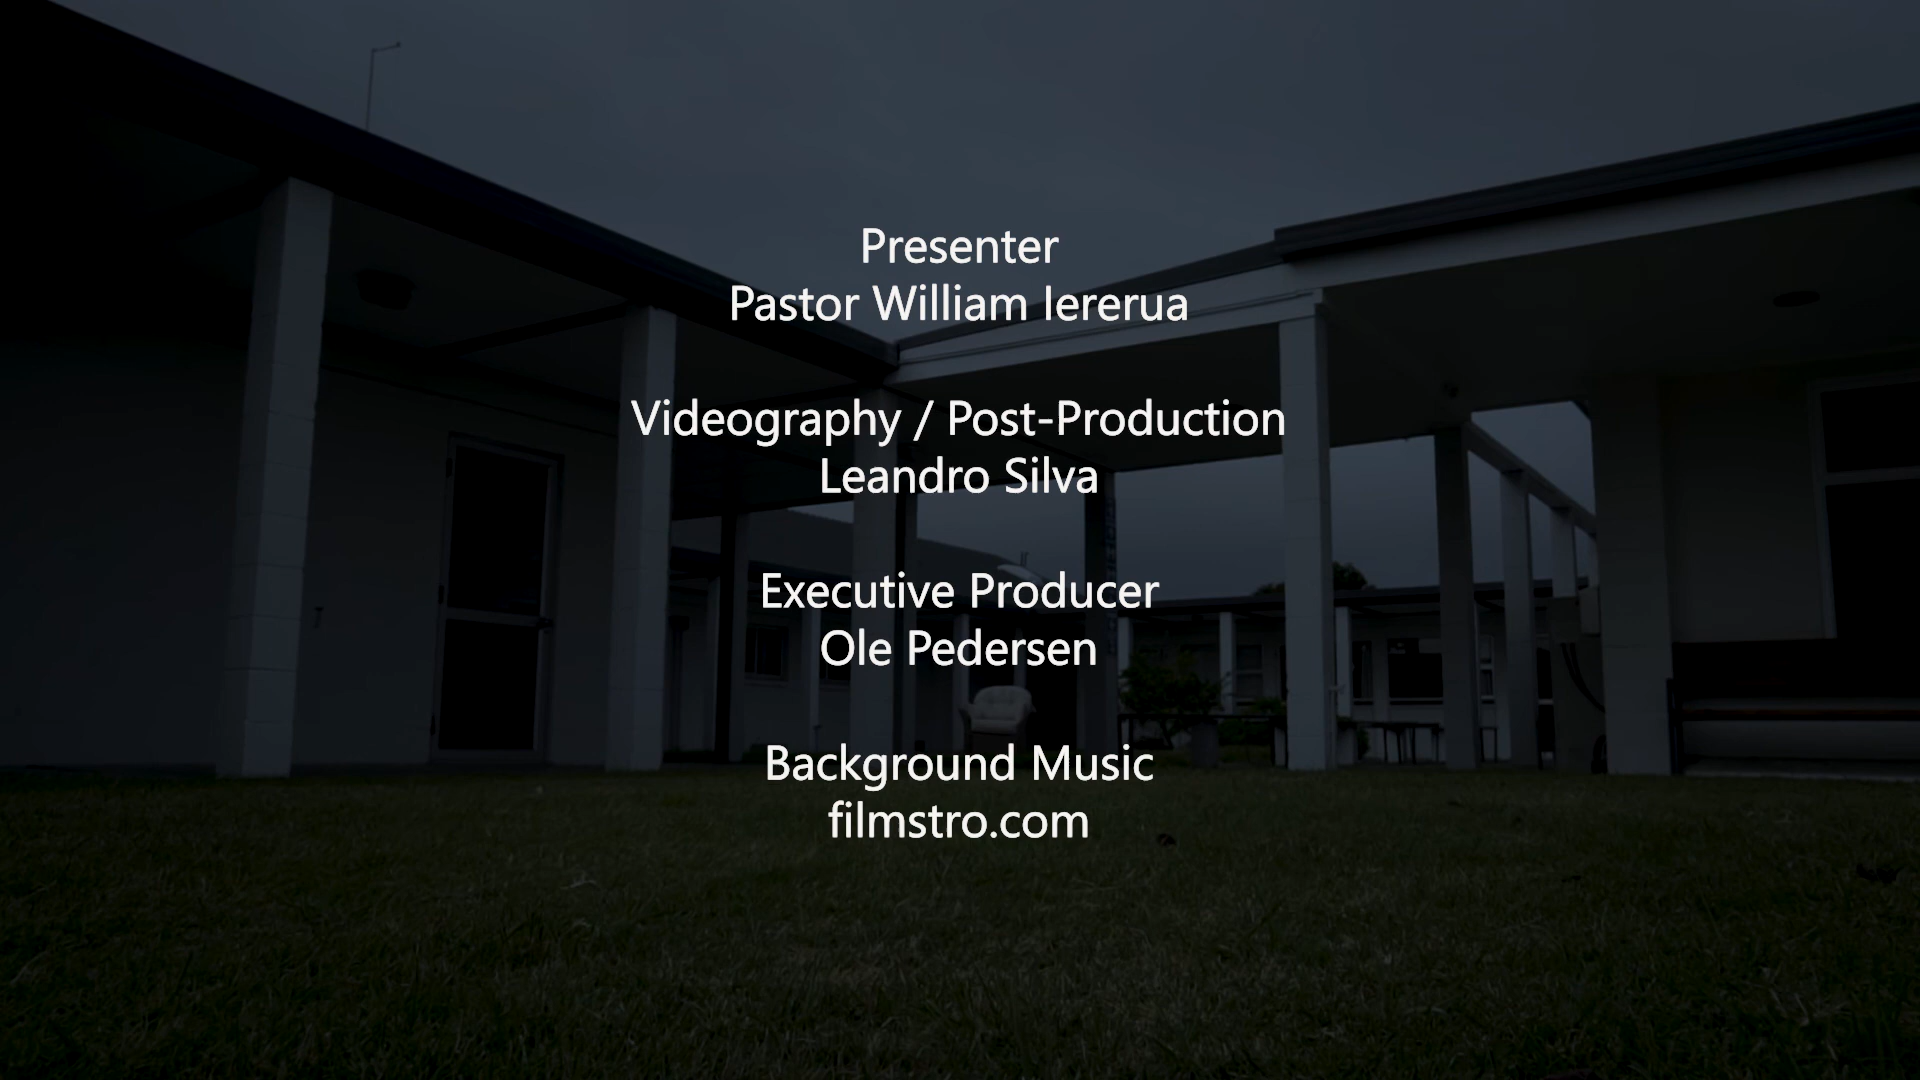 Presenter
Pastor William Iererua
Videography / Post-Production
Leandro Silva
Executive Producer
Ole Pedersen
Background Music
filmstro.com